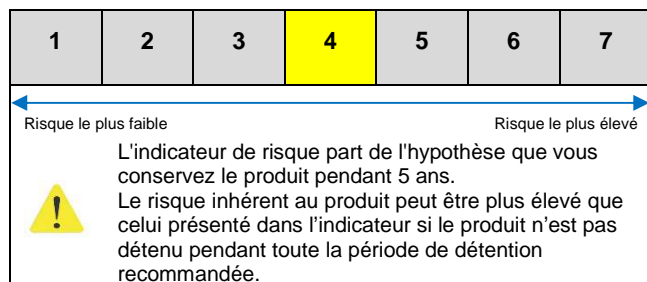 1 2 3 4 5 6 7
Risque le plus faible Risque le plus élevé
L'indicateur de risque part de l'hypothèse que vous
conservez le produit pendant 5 ans.
Le risque inhérent au produit peut être plus élevé que
celui présenté dans l’indicateur si le produit n’est pas
détenu pendant toute la période de détention
recommandée.